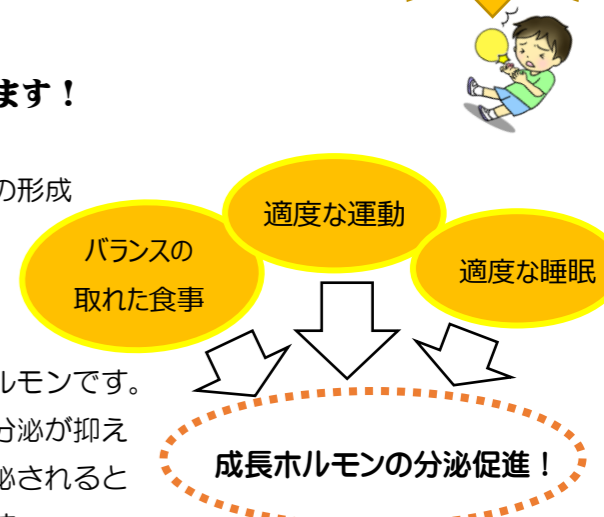 ます！
の形成
適度な運動
バランスの
取れた食事
適度な睡眠
ルモンです。
分泌が抑え
泌されると
成長ホルモンの分泌促進！